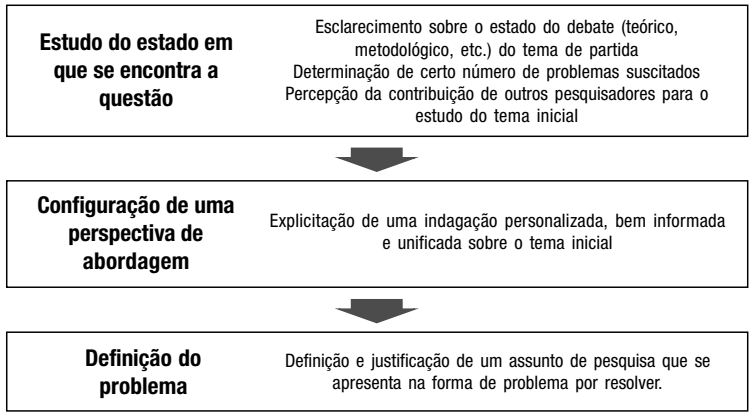 Estudo do estado em
que se encontra a
questão
Esclarecimento sobre o estado do debate (teórico,
metodológico, etc.) do tema de partida
Determinação de certo número de problemas suscitados
Percepção da contribuição de outros pesquisadores para o
estudo do tema inicial
Configuração de uma
perspectiva de
abordagem
Explicitação de uma indagação personalizada, bem informada
e unificada sobre o tema inicial
Definição do
problema
Definição e justificação de um assunto de pesquisa que se
apresenta na forma de problema por resolver.